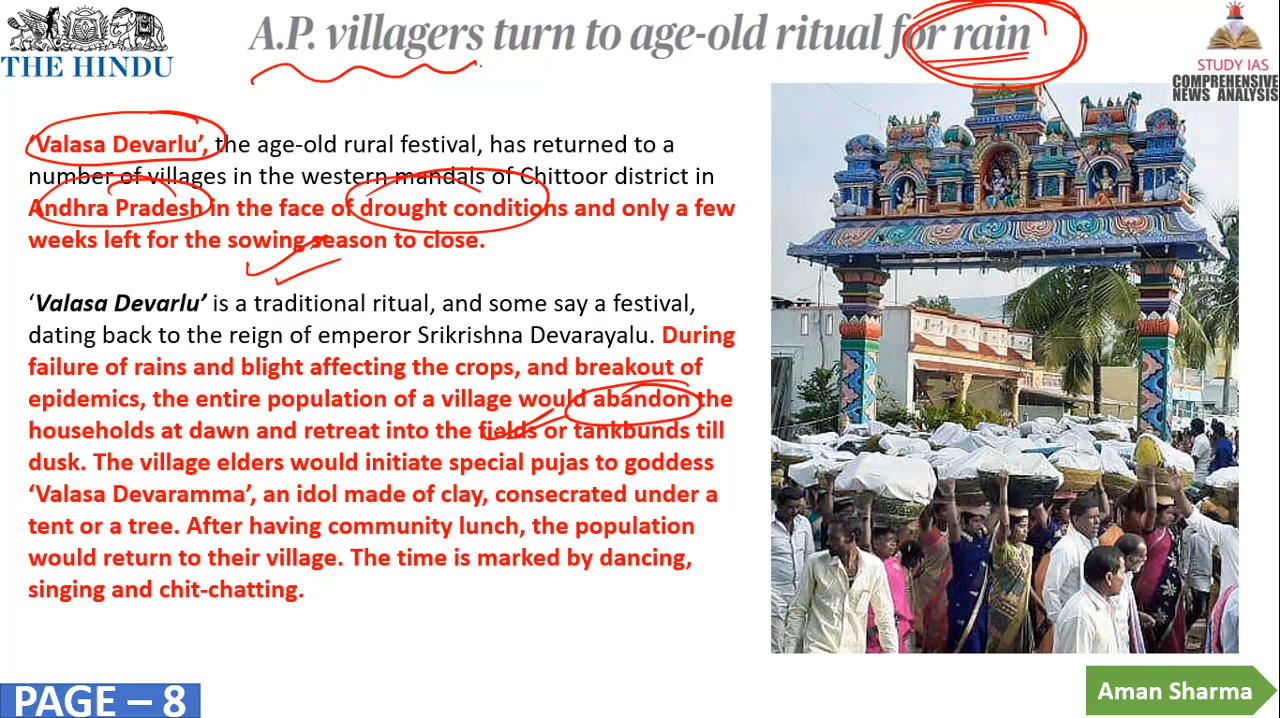 A.P. villagers turn to age-old ritual for rain
THE HINDU
STUDY IAS
COMPREHENSIVE
NEWS ANALYSIS
‘Valasa Devarlu’, the age-old rural festival, has returned to a
number of villages in the western mandals of Chittoor district in
Andhra Pradesh in the face of drought conditions and only a few
weeks left for the sowing season to close.
‘Valasa Devarlu’ is a traditional ritual, and some say a festival,
dating back to the reign of emperor Srikrishna Devarayalu. During
failure of rains and blight affecting the crops, and breakout of
epidemics, the entire population of a village would abandon the
households at dawn and retreat into the fields or tankbunds till
dusk. The village elders would initiate special pujas to goddess
‘Valasa Devaramma’, an idol made of clay, consecrated under a
tent or a tree. After having community lunch, the population
would return to their village. The time is marked by dancing,
singing and chit-chatting.
PAGE – 8
Aman Sharma